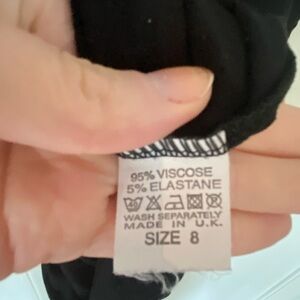 95% VISCOSE
5% ELASTANE
WASH SEPARATELY
MADE IN U.K.
SIZE 8